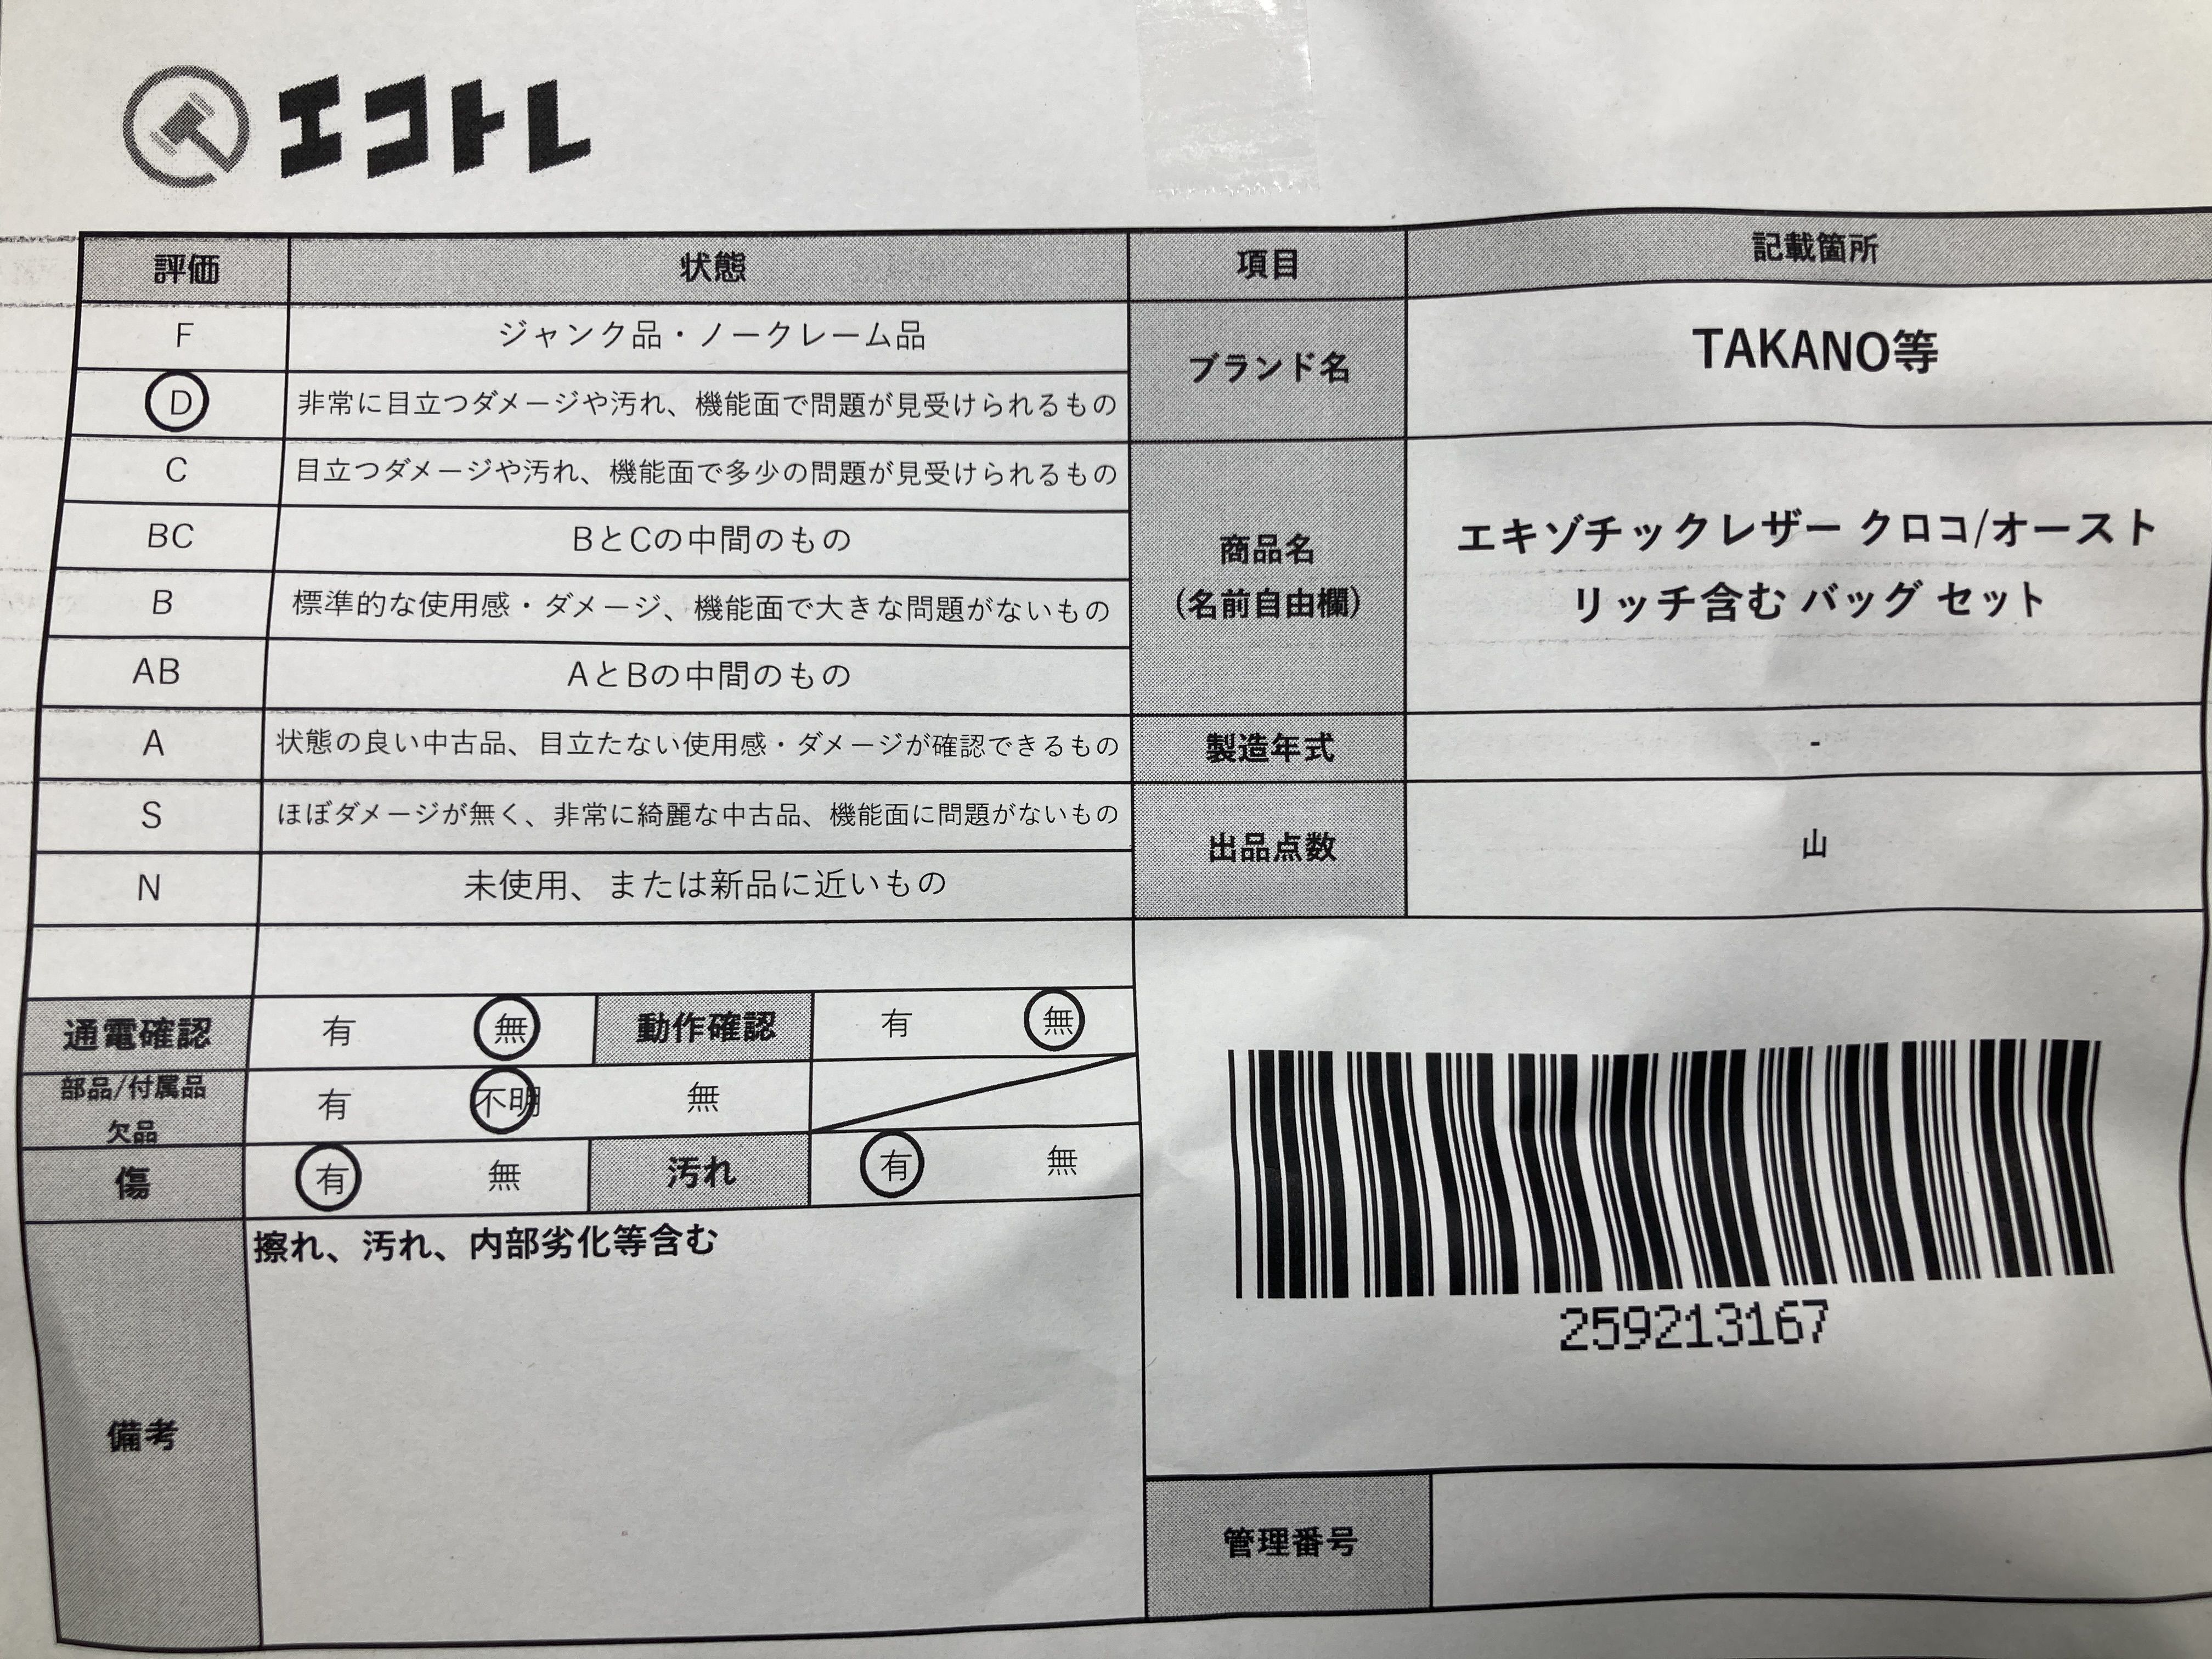 エコトレ
評価 状態 項目 記載箇所
F ジャンク品・ノークレーム品
D 非常に目立つダメージや汚れ、機能面で問題が見受けられるもの
C 目立つダメージや汚れ、機能面で多少の問題が見受けられるもの
BC BとCの中間のもの
B 標準的な使用感・ダメージ、機能面で大きな問題がないもの
AB AとBの中間のもの
A 状態の良い中古品、目立たない使用感・ダメージが確認できるもの
S ほぼダメージが無く、非常に綺麗な中古品、機能面に問題がないもの
N 未使用、または新品に近いもの
ブランド名 TAKANO等
商品名
(名前自由欄)
エキゾチックレザー クロコ/オースト
リッチ含む バッグ セット
製造年式 -
出品点数 山
通電確認 有 無 動作確認 有 無
部品/付属品
欠品
有 不明 無
傷 有 無 汚れ 有 無
備考
擦れ、汚れ、内部劣化等含む
259213167
管理番号